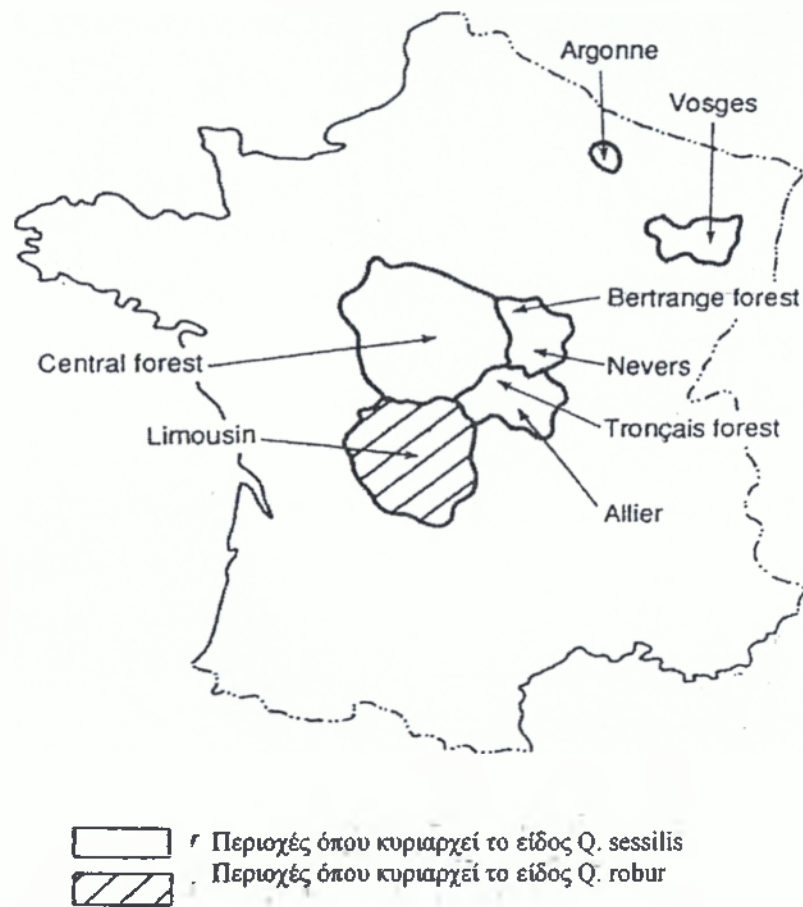 Argonne
Vosges
Bertrange forest
Central forest
Nevers
Limousin
Tronçais forest
Allier
Περιοχές όπου κυριαρχεί το είδος Q. sessilis
Περιοχές όπου κυριαρχεί το είδος Q. robur